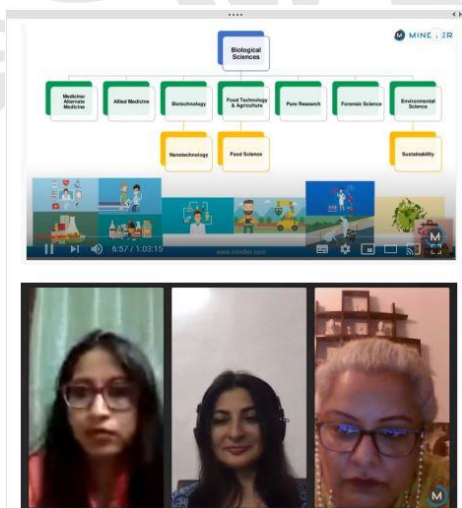 MINDLER
Biological
Sciences
Medicine/
Alternate
Medicine
Allied Medicine
Biotechnology
Food Technology
& Agriculture
Pure Research
Forensic Science
Environmental
Science
Nanotechnology
Food Science
Sustainability
6:57 / 1:03:15
www.mindler.com
M
M